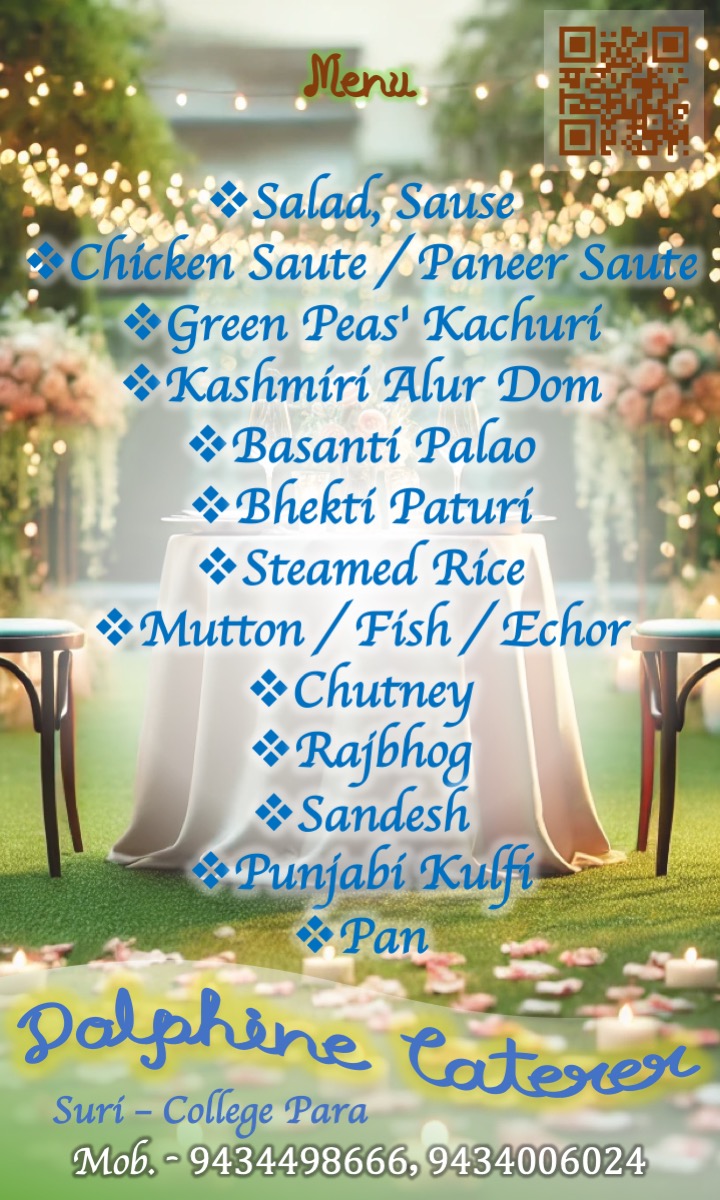 Menu
❖Salad, Sause
❖Chicken Saute / Paneer Saute
❖Green Peas' Kachuri
❖Kashmiri Alur Dom
❖Basanti Palao
❖Bhekti Paturi
❖Steamed Rice
❖Mutton / Fish / Echor
❖Chutney
❖Rajbhog
❖Sandesh
❖Punjabi Kulfi
❖Pan
Dolphine Caterer
Suri – College Para
Mob. - 9434498666, 9434006024